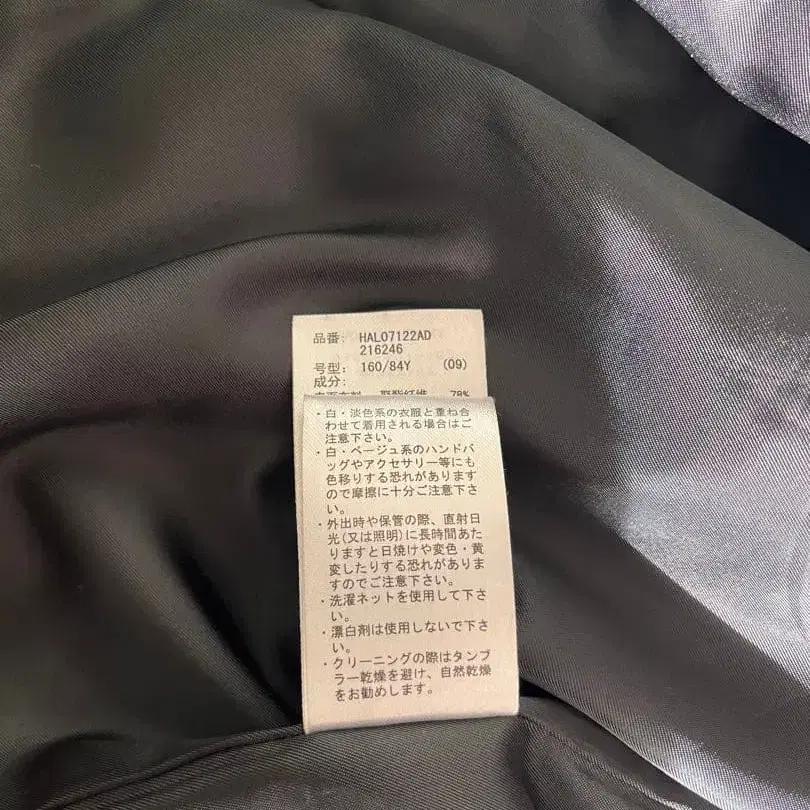 品番: HAL07122AD
216246
号型: 160/84Y (09)
成分:
聚酯纤维 78%
・白・淡色系の衣服と重ね合
わせて着用される場合はご
注意下さい。
・白・ベージュ系のハンドバ
ッグやアクセサリー等にも
色移りする恐れがあります
ので摩擦に十分ご注意下さ
い。
・外出時や保管の際、直射日
光(又は照明)に長時間あた
りますと日焼けや変色・黄
変したりする恐れがありま
すのでご注意下さい。
・洗濯ネットを使用して下さ
い。
・漂白剤は使用しないで下さ
い。
・クリーニングの際はタンブ
ラー乾燥を避け、自然乾燥
をお勧めします。